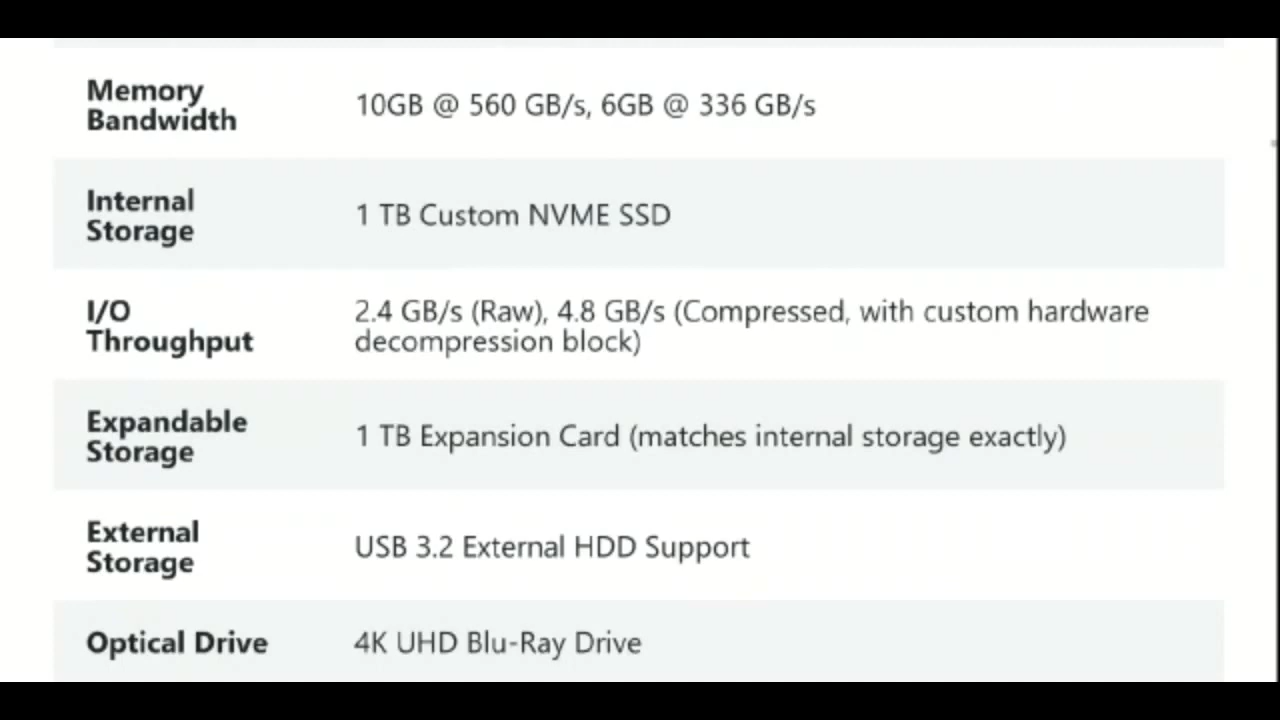 Memory
Bandwidth
10GB @ 560 GB/s, 6GB @ 336 GB/s
Internal
Storage
1 TB Custom NVME SSD
I/O
Throughput
2.4 GB/s (Raw), 4.8 GB/s (Compressed, with custom hardware
decompression block)
Expandable
Storage
1 TB Expansion Card (matches internal storage exactly)
External
Storage
USB 3.2 External HDD Support
Optical Drive
4K UHD Blu-Ray Drive